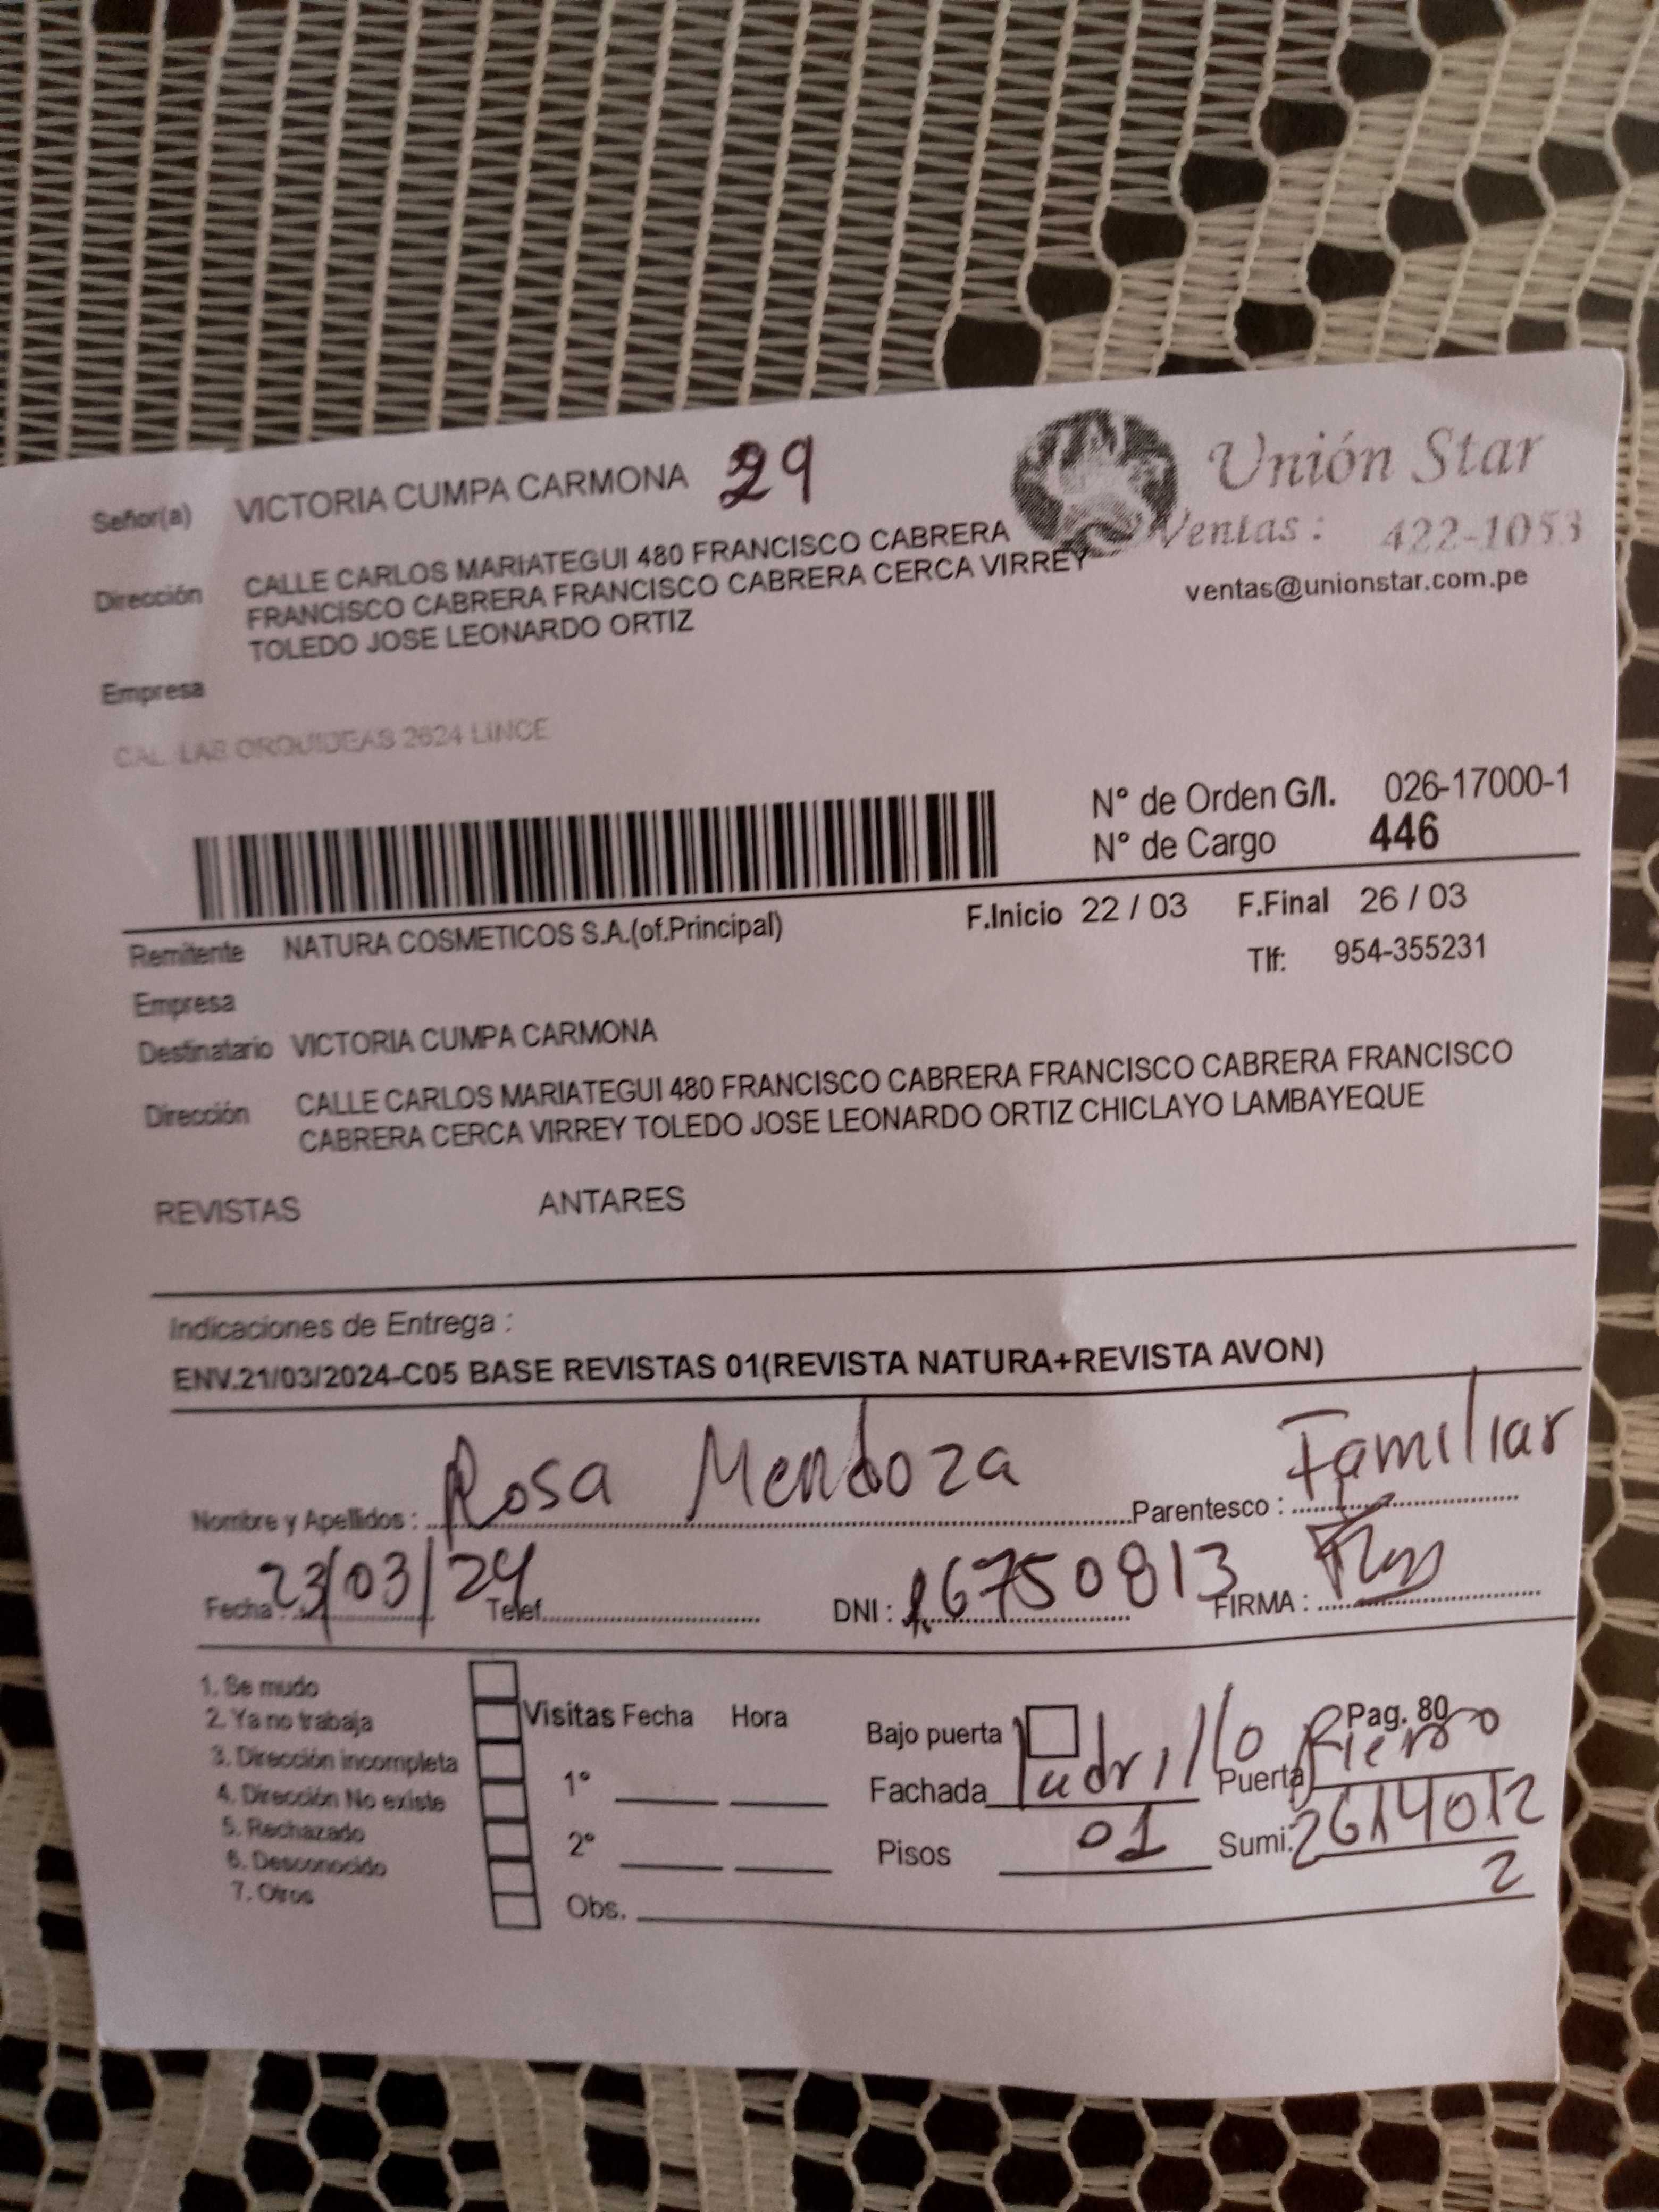 Señor(a) VICTORIA CUMPA CARMONA 29
Unión Star
Ventas : 422-1053
ventas@unionstar.com.pe
Dirección CALLE CARLOS MARIATEGUI 480 FRANCISCO CABRERA
FRANCISCO CABRERA FRANCISCO CABRERA CERCA VIRREY
TOLEDO JOSE LEONARDO ORTIZ
Empresa
CAL. LAS ORQUIDEAS 2624 LINCE
N° de Orden G/I. 026-17000-1
N° de Cargo 446
Remitente NATURA COSMETICOS S.A.(of.Principal) F.Inicio 22 / 03 F.Final 26 / 03
Tlf: 954-355231
Empresa
Destinatario VICTORIA CUMPA CARMONA
Dirección CALLE CARLOS MARIATEGUI 480 FRANCISCO CABRERA FRANCISCO CABRERA FRANCISCO
CABRERA CERCA VIRREY TOLEDO JOSE LEONARDO ORTIZ CHICLAYO LAMBAYEQUE
REVISTAS ANTARES
Indicaciones de Entrega :
ENV.21/03/2024-C05 BASE REVISTAS 01(REVISTA NATURA+REVISTA AVON)
Nombre y Apellidos : Rosa Mendoza Parentesco : Familiar
Fecha : 23/03/24 Telef. DNI : 16750813 FIRMA :
1. Se mudo
2. Ya no trabaja
3. Dirección incompleta
4. Dirección No existe
5. Rechazado
6. Desconocido
7. Otros
Visitas Fecha Hora
1°
2°
Obs.
Bajo puerta Pag. 80
Fachada ladrillo Puerta fierro
Pisos 01 Sumi. 2614012
2